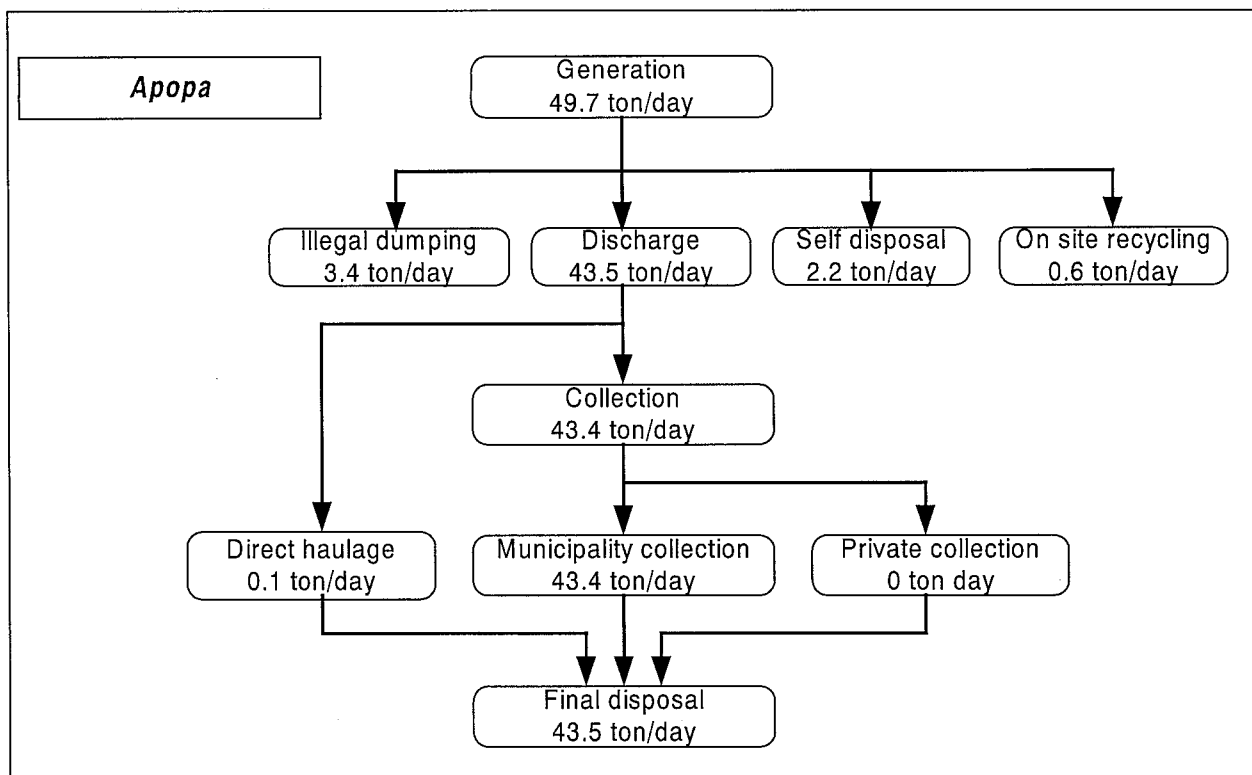 Apopa
Generation
49.7 ton/day
Illegal dumping
3.4 ton/day
Discharge
43.5 ton/day
Self disposal
2.2 ton/day
On site recycling
0.6 ton/day
Collection
43.4 ton/day
Direct haulage
0.1 ton/day
Municipality collection
43.4 ton/day
Private collection
0 ton day
Final disposal
43.5 ton/day